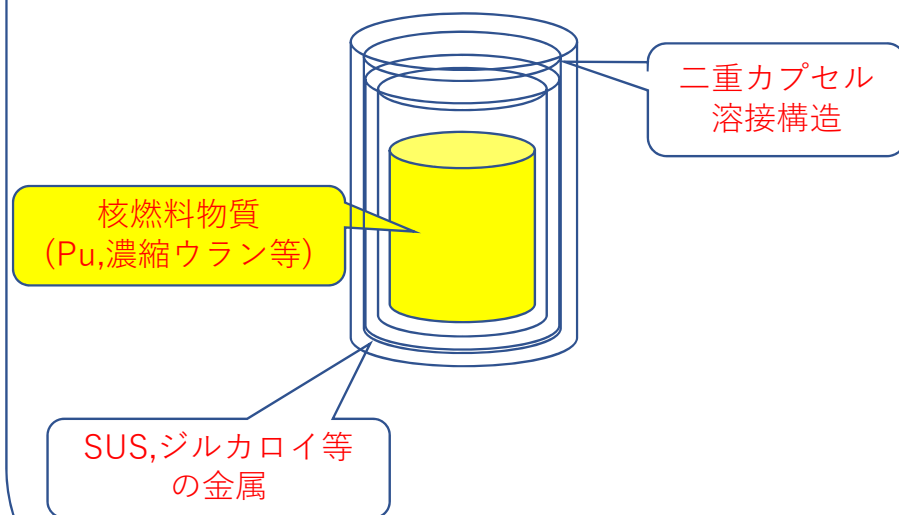 二重カプセル
溶接構造
核燃料物質
(Pu,濃縮ウラン等)
SUS,ジルカロイ等
の金属